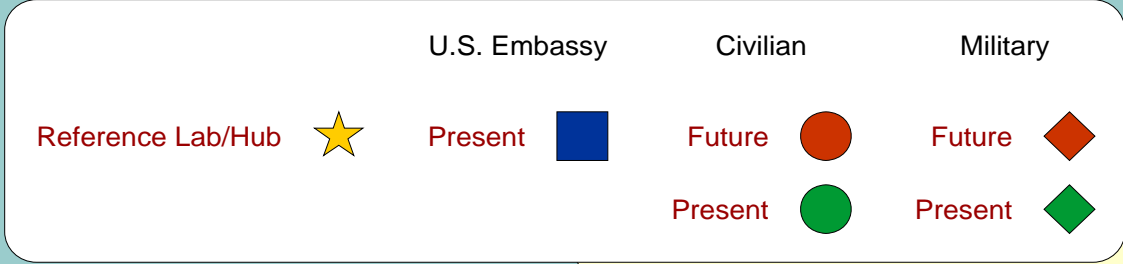 U.S. Embassy Civilian Military
Reference Lab/Hub Present Future Future
Present Present